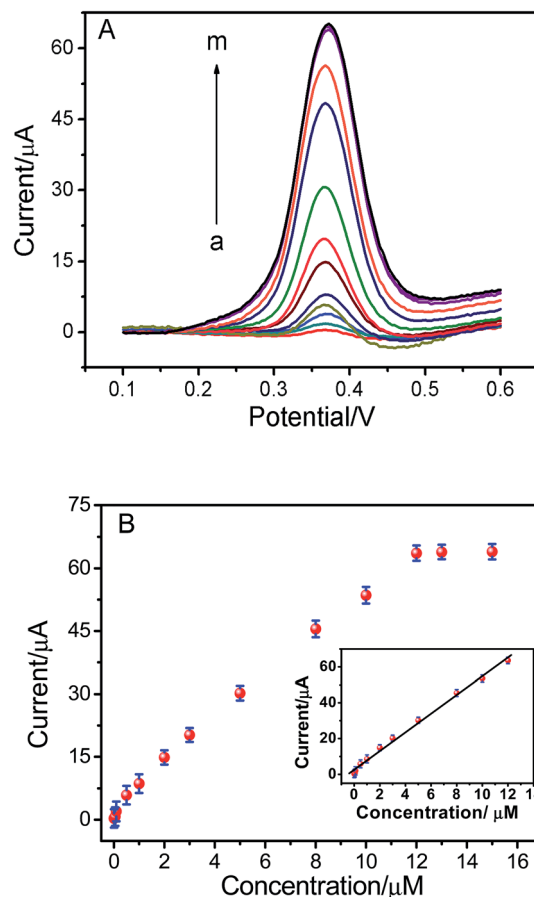 A
m
a
Current/μA
60
45
30
15
0
0.1 0.2 0.3 0.4 0.5 0.6
Potential/V
B
Current/μA
75
60
45
30
15
0
0 2 4 6 8 10 12 14 16
Concentration/μM
Current/μA
60
40
20
0
0 2 4 6 8 10 12 14
Concentration/ μM